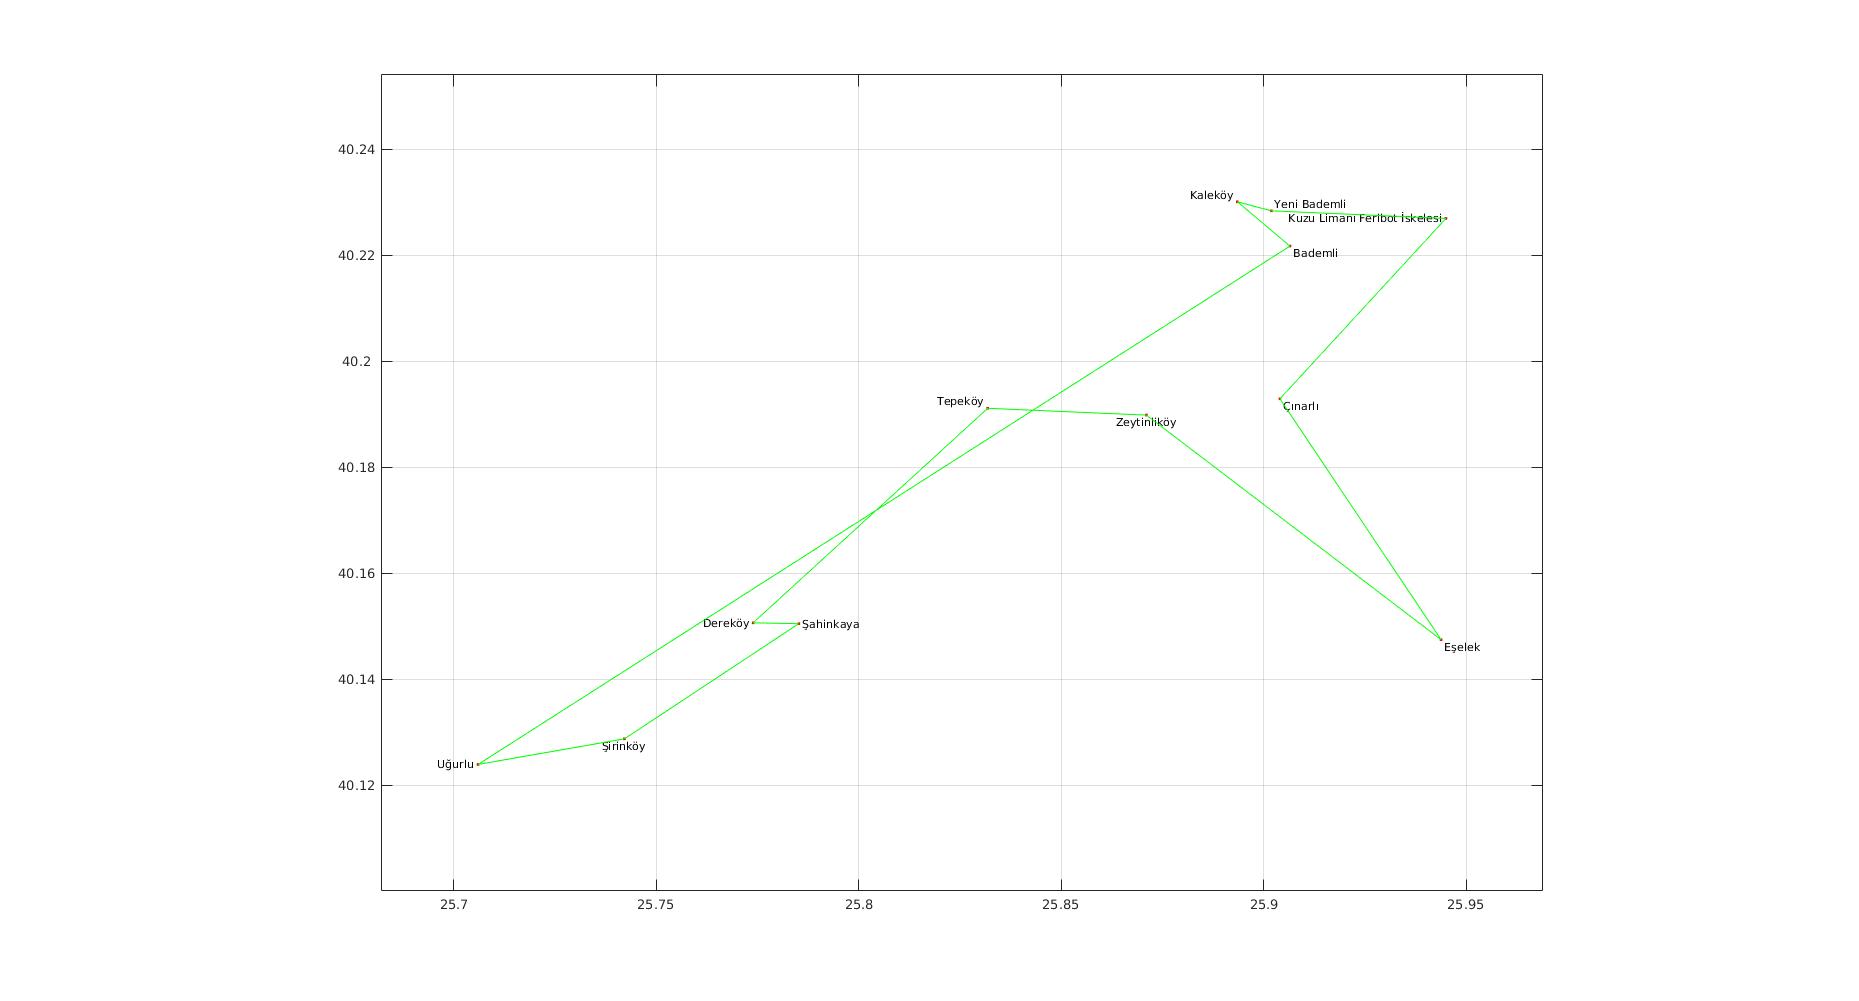 40.24
Kaleköy
Yeni Bademli
Kuzu Limanı Feribot İskelesi
40.22
Bademli
40.2
Tepeköy
Çınarlı
Zeytinliköy
40.18
40.16
Dereköy
Şahinkaya
Eşelek
40.14
Şirinköy
Uğurlu
40.12
25.7 25.75 25.8 25.85 25.9 25.95